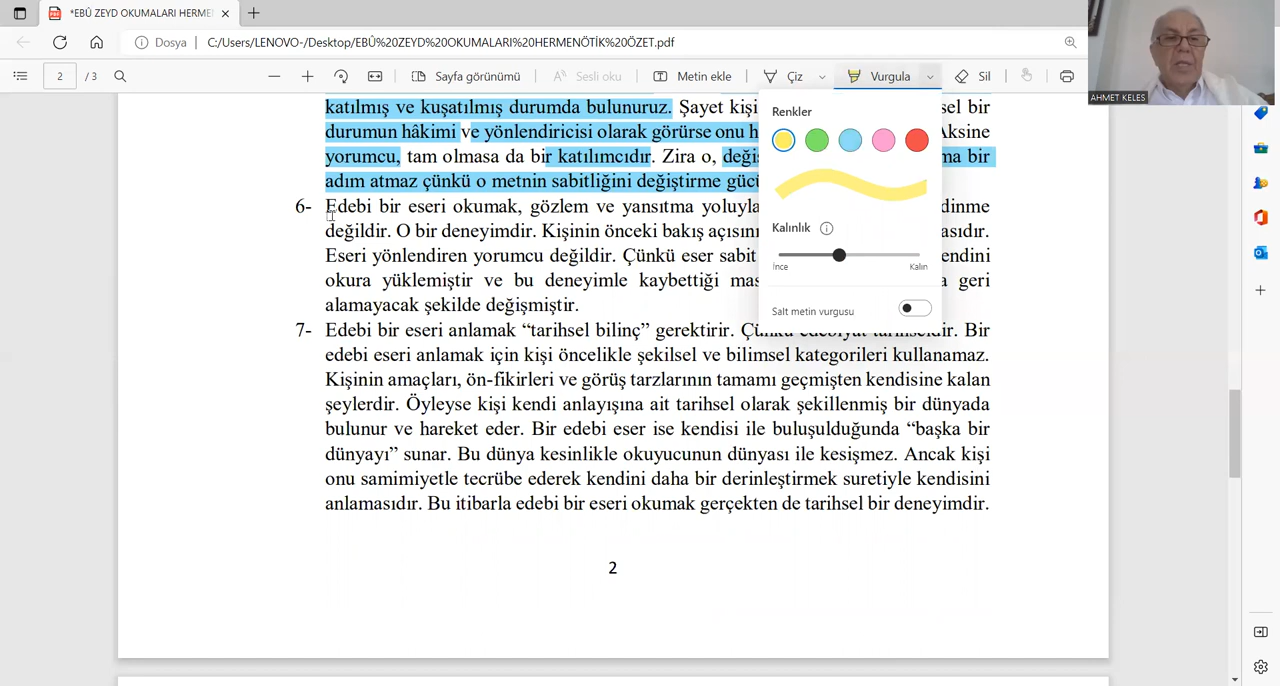 *EBÛ ZEYD OKUMALARI HERMEN
Dosya C:/Users/LENOVO-/Desktop/EBÛ%20ZEYD%20OKUMALARI%20HERMENÖTİK%20ÖZET.pdf
2 / 3 Sayfa görünümü Sesli oku Metin ekle Çiz Vurgula Sil
AHMET KELES
Renkler
Kalınlık
İnce Kalın
Salt metin vurgusu
katılmış ve kuşatılmış durumda bulunuruz. Şayet kişi sel bir
durumun hâkimi ve yönlendiricisi olarak görürse onu Aksine
yorumcu, tam olmasa da bir katılımcıdır. Zira o, ma bir
adım atmaz çünkü o metnin sabitliğini değiştirme
6- Edebi bir eseri okumak, gözlem ve yansıtma yoluyla dinme
değildir. O bir deneyimdir. Kişinin önceki bakış asıdır.
Eseri yönlendiren yorumcu değildir. Çünkü eser sabit endini
okura yüklemiştir ve bu deneyimle kaybettiği a geri
alamayacak şekilde değişmiştir.
7- Edebi bir eseri anlamak “tarihsel bilinç” gerektirir. Çünkü edebiyat tarihseldir. Bir
edebi eseri anlamak için kişi öncelikle şekilsel ve bilimsel kategorileri kullanamaz.
Kişinin amaçları, ön-fikirleri ve görüş tarzlarının tamamı geçmişten kendisine kalan
şeylerdir. Öyleyse kişi kendi anlayışına ait tarihsel olarak şekillenmiş bir dünyada
bulunur ve hareket eder. Bir edebi eser ise kendisi ile buluşulduğunda “başka bir
dünyayı” sunar. Bu dünya kesinlikle okuyucunun dünyası ile kesişmez. Ancak kişi
onu samimiyetle tecrübe ederek kendini daha bir derinleştirmek suretiyle kendisini
anlamasıdır. Bu itibarla edebi bir eseri okumak gerçekten de tarihsel bir deneyimdir.
2